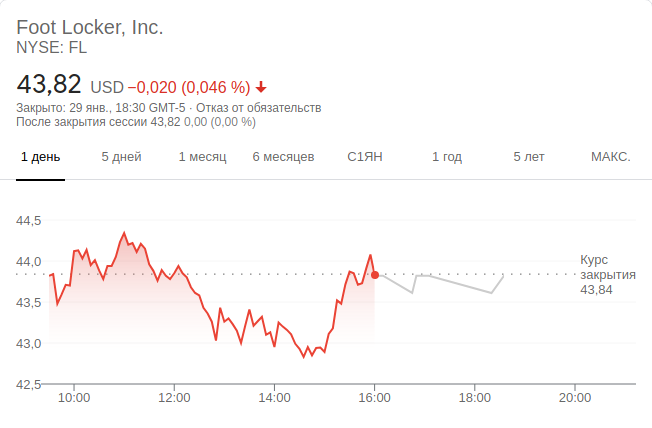 Foot Locker, Inc.
NYSE: FL
43,82 USD −0,020 (0,046 %)
Закрыто: 29 янв., 18:30 GMT-5 · Отказ от обязательств
После закрытия сессии 43,82 0,00 (0,00 %)
1 день 5 дней 1 месяц 6 месяцев С1ЯН 1 год 5 лет МАКС.
44,5
44,0
43,5
43,0
42,5
Курс
закрытия
43,84
10:00 12:00 14:00 16:00 18:00 20:00